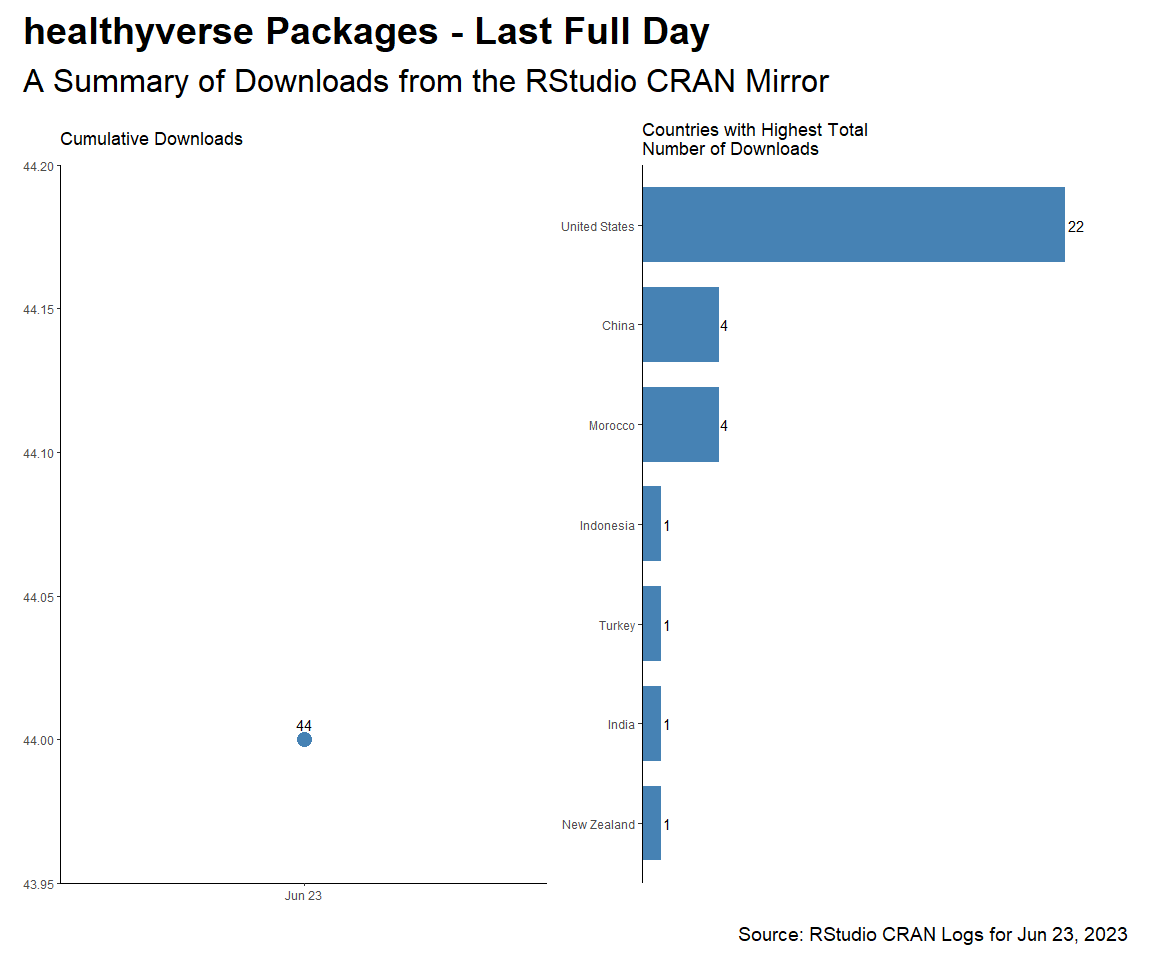 healthyverse Packages - Last Full Day
A Summary of Downloads from the RStudio CRAN Mirror
Cumulative Downloads
44.20
44.15
44.10
44.05
44.00
43.95
44
Jun 23
Countries with Highest Total
Number of Downloads
United States 22
China 4
Morocco 4
Indonesia 1
Turkey 1
India 1
New Zealand 1
Source: RStudio CRAN Logs for Jun 23, 2023